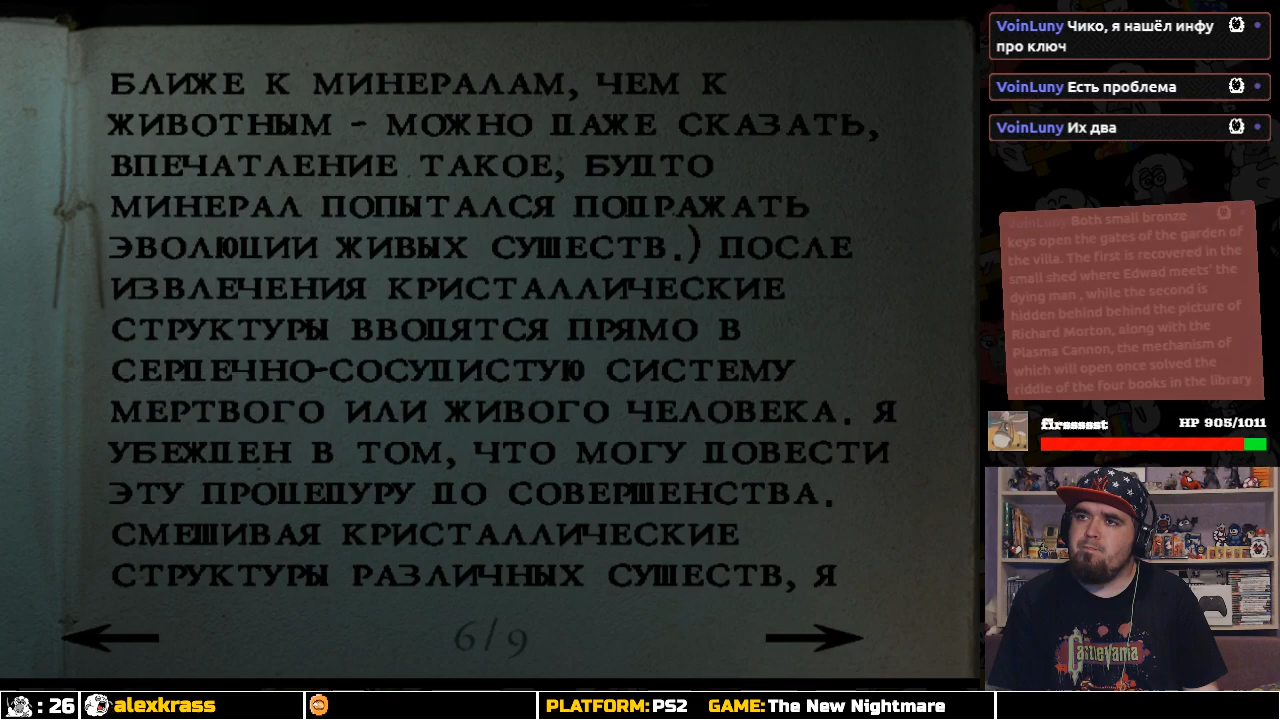 БЛИЖЕ К МИНЕРАЛАМ, ЧЕМ К
ЖИВОТНЫМ - МОЖНО ДАЖЕ СКАЗАТЬ,
ВПЕЧАТЛЕНИЕ ТАКОЕ, БУДТО
МИНЕРАЛ ПОПЫТАЛСЯ ПОДРАЖАТЬ
ЭВОЛЮЦИИ ЖИВЫХ СУЩЕСТВ.) ПОСЛЕ
ИЗВЛЕЧЕНИЯ КРИСТАЛЛИЧЕСКИЕ
СТРУКТУРЫ ВВОДЯТСЯ ПРЯМО В
СЕРДЕЧНО-СОСУДИСТУЮ СИСТЕМУ
МЕРТВОГО ИЛИ ЖИВОГО ЧЕЛОВЕКА. Я
УБЕЖДЕН В ТОМ, ЧТО МОГУ ДОВЕСТИ
ЭТУ ПРОЦЕДУРУ ДО СОВЕРШЕНСТВА.
СМЕШИВАЯ КРИСТАЛЛИЧЕСКИЕ
СТРУКТУРЫ РАЗЛИЧНЫХ СУЩЕСТВ, Я
6/9
VoinLuny Чико, я нашёл инфу
про ключ
VoinLuny Есть проблема
VoinLuny Их два
VoinLuny Both small bronze
keys open the gates of the garden of
the villa. The first is recovered in the
small shed where Edwad meets' the
dying man , while the second is
hidden behind behind the picture of
Richard Morton, along with the
Plasma Cannon, the mechanism of
which will open once solved the
riddle of the four books in the library
firssssst HP 905/1011
Castlevania
: 26 alexkrass PLATFORM: PS2 GAME: The New Nightmare